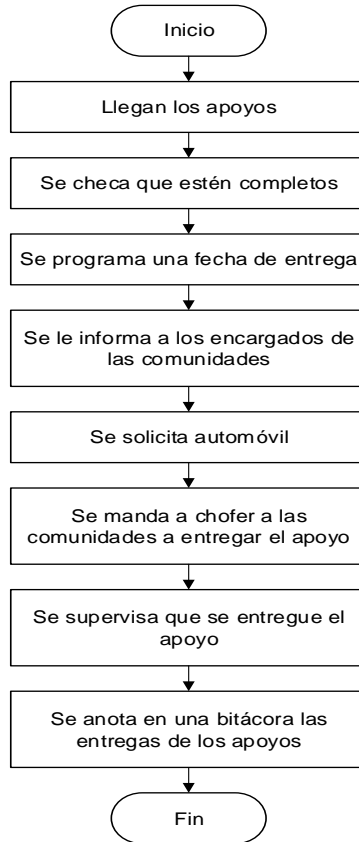 Inicio
Llegan los apoyos
Se checa que estén completos
Se programa una fecha de entrega
Se le informa a los encargados de
las comunidades
Se solicita automóvil
Se manda a chofer a las
comunidades a entregar el apoyo
Se supervisa que se entregue el
apoyo
Se anota en una bitácora las
entregas de los apoyos
Fin